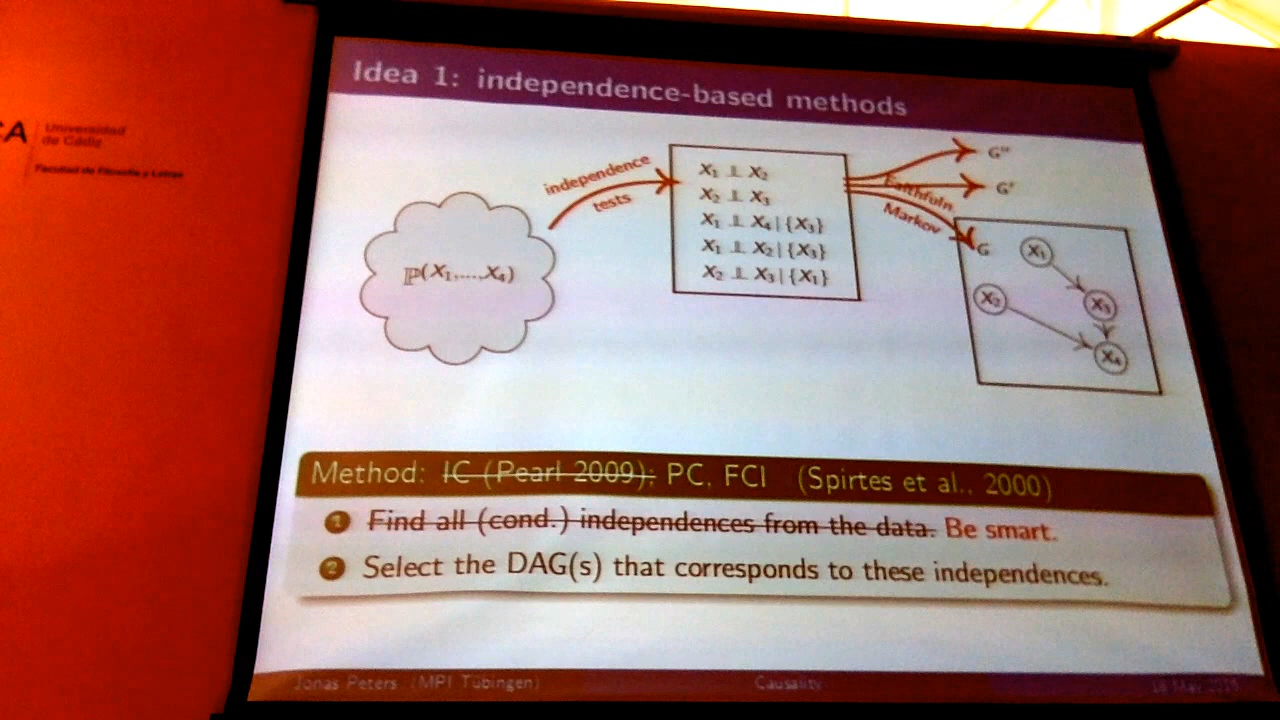 CA
Universidad
de Cádiz
Facultad de Filosofía y Letras
Idea 1: independence-based methods
ℙ(X₁,...,X₄)
independence
tests
X₁ ⫫ X₂
X₂ ⫫ X₃
X₁ ⫫ X₄ | {X₃}
X₁ ⫫ X₂ | {X₃}
X₂ ⫫ X₃ | {X₁}
Faithfuln.
Markov
G''
G'
G
X₁
X₂
X₃
X₄
Method: IC (Pearl 2009); PC, FCI (Spirtes et al., 2000)
1 Find all (cond.) independences from the data. Be smart.
2 Select the DAG(s) that corresponds to these independences.
Jonas Peters (MPI Tübingen)
Causality
May